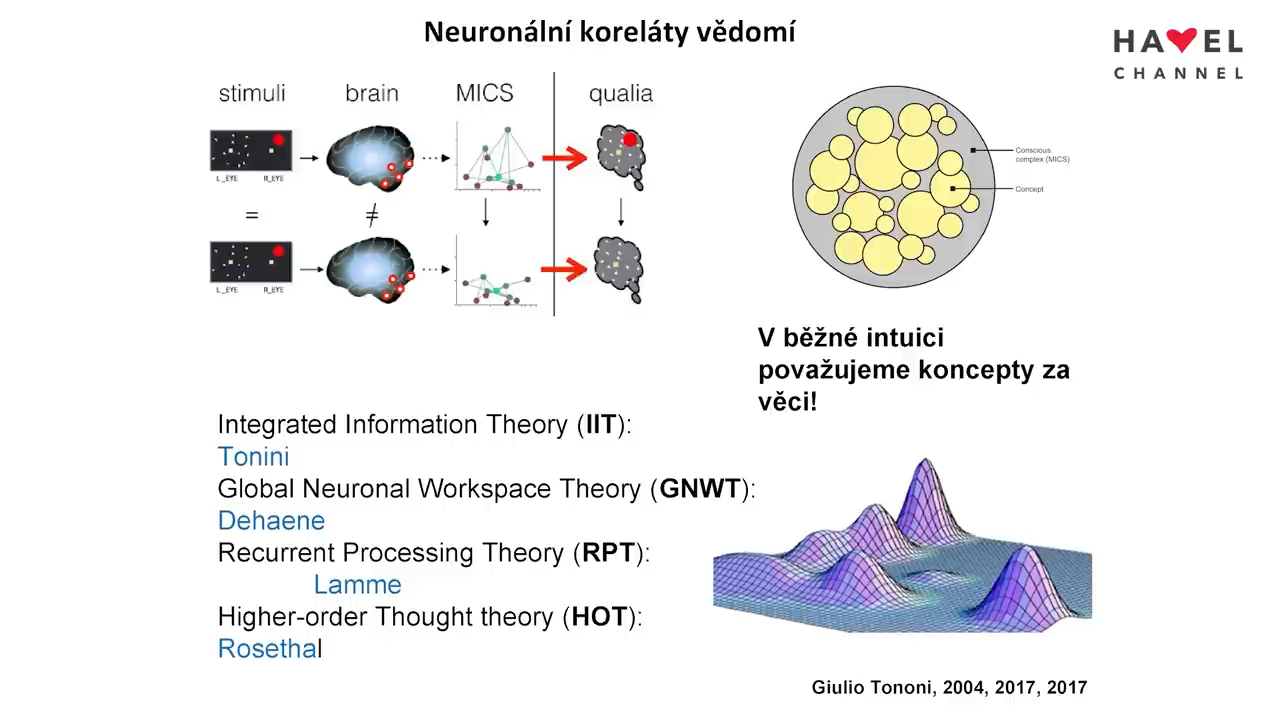 Neuronální koreláty vědomí
HAVEL
CHANNEL
stimuli brain MICS qualia
L_EYE R_EYE
= ≠
L_EYE R_EYE
Conscious
complex (MICS)
Concept
V běžné intuici
považujeme koncepty za
věci!
Integrated Information Theory (IIT):
Tonini
Global Neuronal Workspace Theory (GNWT):
Dehaene
Recurrent Processing Theory (RPT):
Lamme
Higher-order Thought theory (HOT):
Rosethal
Giulio Tononi, 2004, 2017, 2017